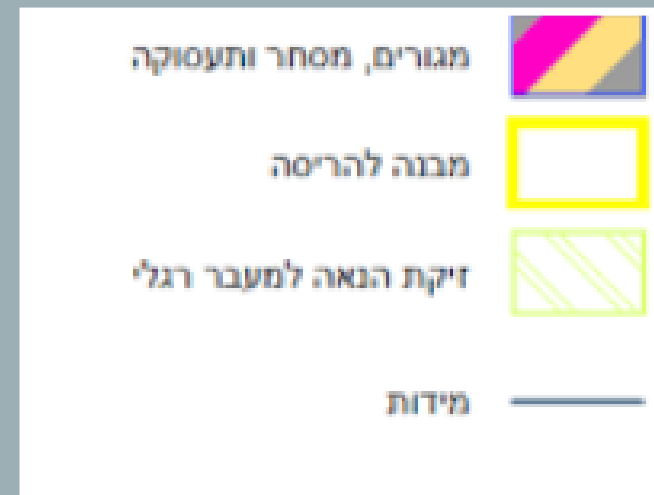 מגורים, מסחר ותעסוקה
מבנה להריסה
זיקת הנאה למעבר רגלי
מידות